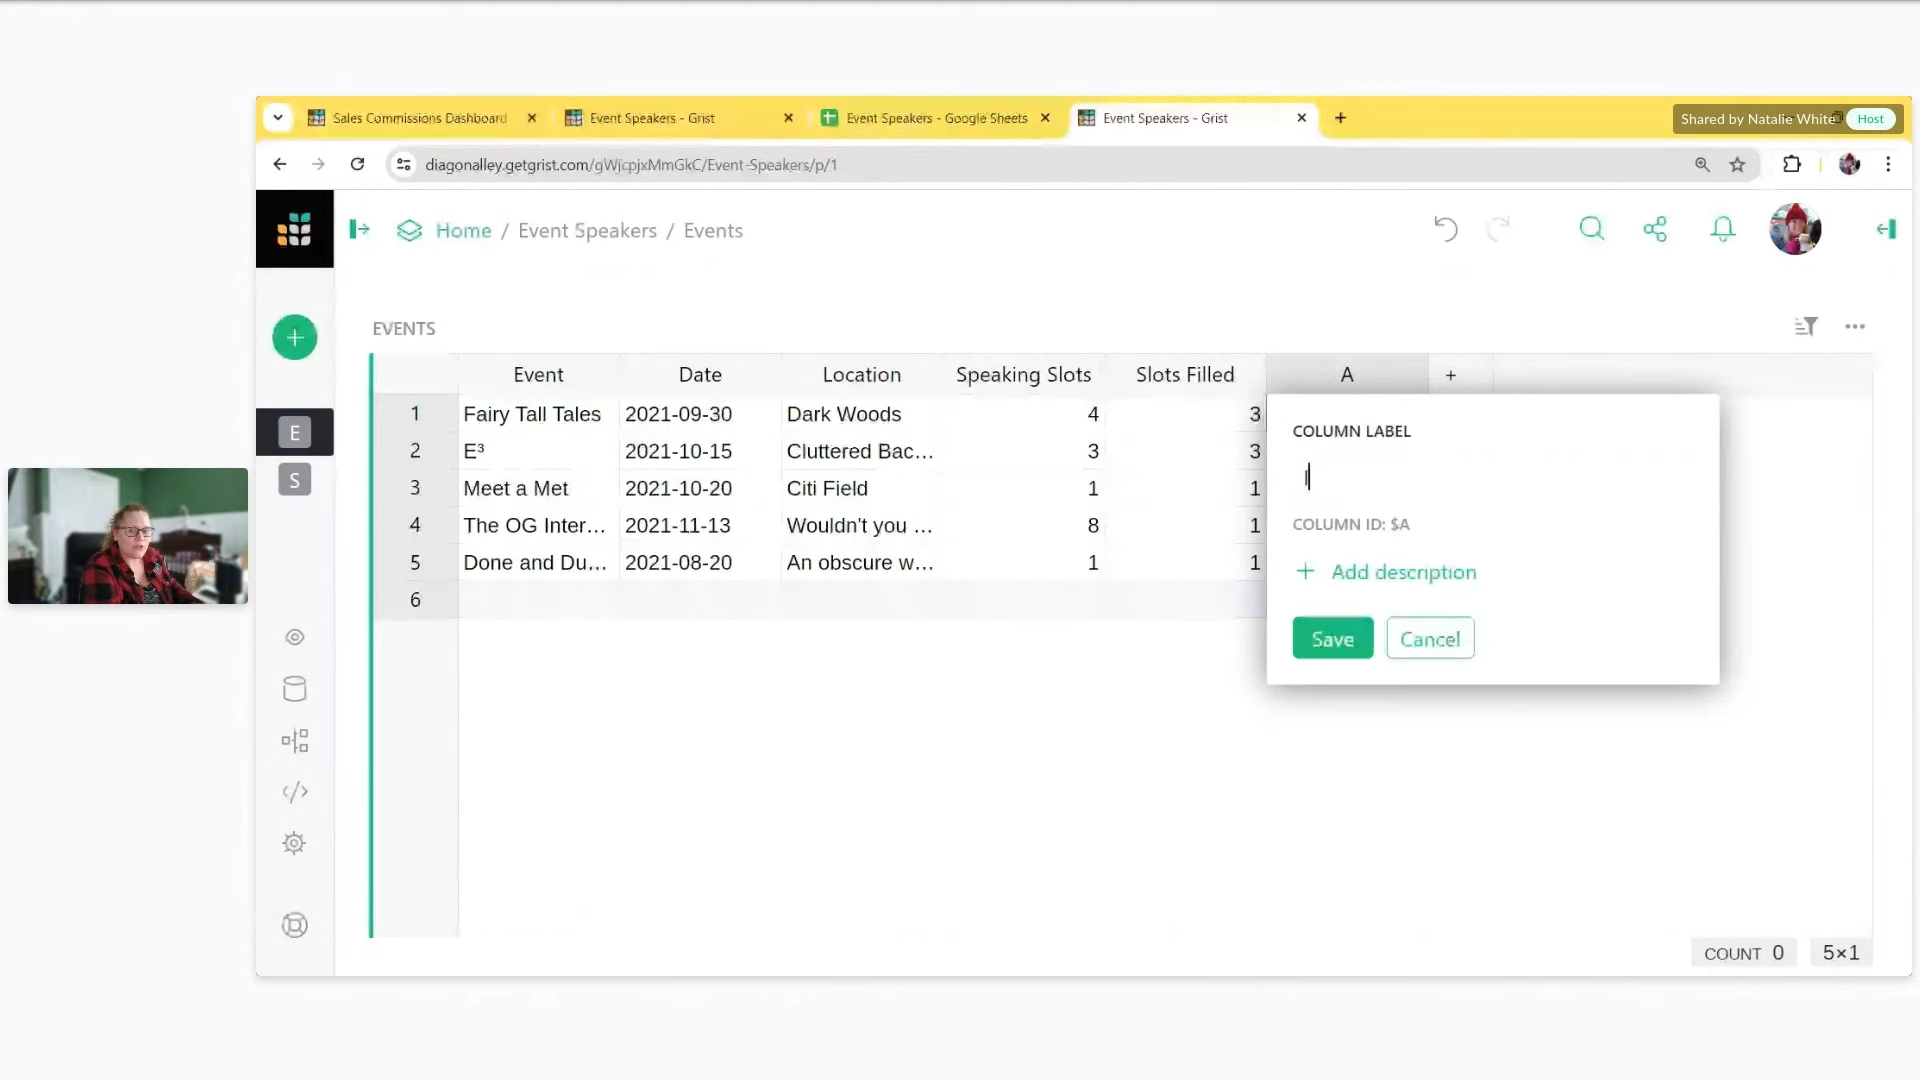 Sales Commissions Dashboard
Event Speakers - Grist
Event Speakers - Google Sheets
Event Speakers - Grist
Shared by Natalie White
Host
diagonalley.getgrist.com/gWjcpjxMmGkC/Event-Speakers/p/1
Home / Event Speakers / Events
EVENTS
Event Date Location Speaking Slots Slots Filled A +
1 Fairy Tall Tales 2021-09-30 Dark Woods 4 3
2 E³ 2021-10-15 Cluttered Bac... 3 3
3 Meet a Met 2021-10-20 Citi Field 1 1
4 The OG Inter... 2021-11-13 Wouldn't you ... 8 1
5 Done and Du... 2021-08-20 An obscure w... 1 1
6
E
S
COLUMN LABEL
COLUMN ID: $A
+ Add description
Save Cancel
COUNT 0 5×1